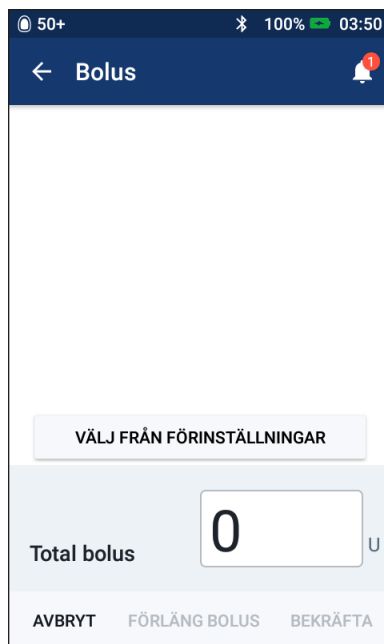 50+ 100% 03:50
Bolus 1
VÄLJ FRÅN FÖRINSTÄLLNINGAR
Total bolus 0 U
AVBRYT FÖRLÄNG BOLUS BEKRÄFTA